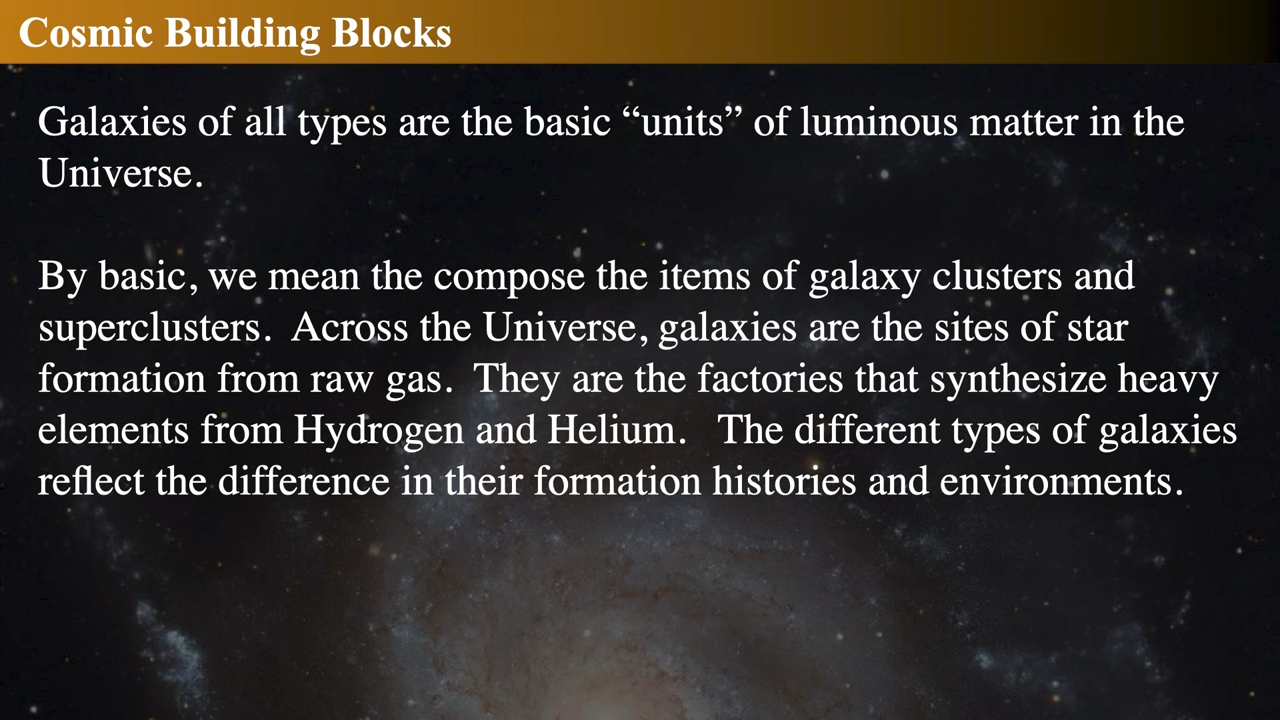 Cosmic Building Blocks
Galaxies of all types are the basic “units” of luminous matter in the
Universe.
By basic, we mean the compose the items of galaxy clusters and
superclusters.  Across the Universe, galaxies are the sites of star
formation from raw gas.  They are the factories that synthesize heavy
elements from Hydrogen and Helium.   The different types of galaxies
reflect the difference in their formation histories and environments.